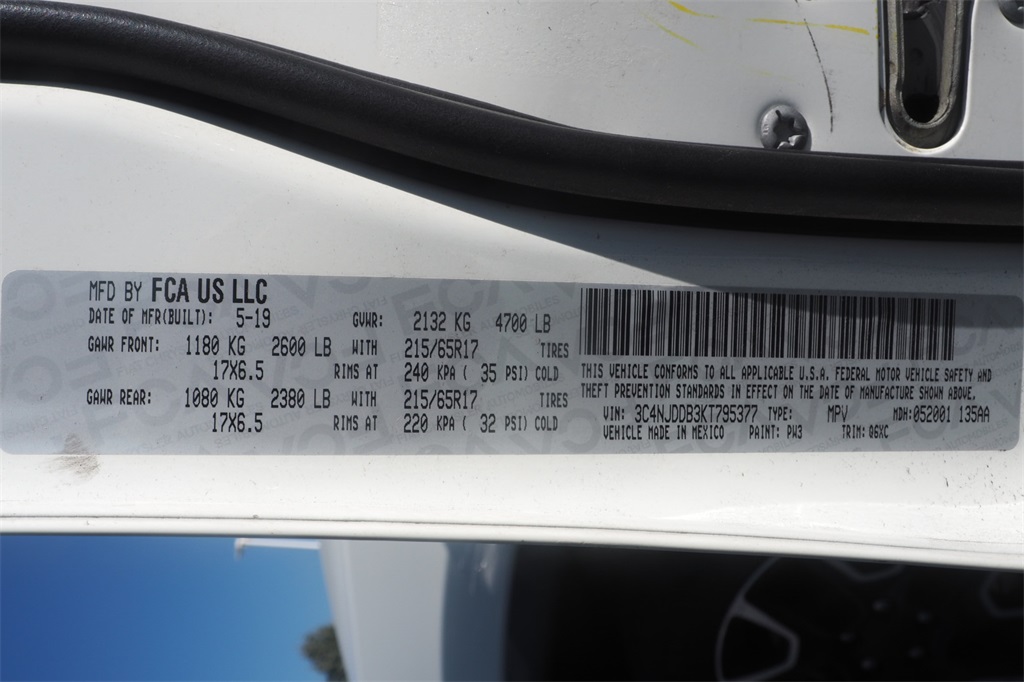 MFD BY FCA US LLC
DATE OF MFR(BUILT): 5-19 GVWR: 2132 KG 4700 LB
GAWR FRONT: 1180 KG 2600 LB WITH 215/65R17 TIRES
17X6.5 RIMS AT 240 KPA ( 35 PSI) COLD
GAWR REAR: 1080 KG 2380 LB WITH 215/65R17 TIRES
17X6.5 RIMS AT 220 KPA ( 32 PSI) COLD
THIS VEHICLE CONFORMS TO ALL APPLICABLE U.S.A. FEDERAL MOTOR VEHICLE SAFETY AND
THEFT PREVENTION STANDARDS IN EFFECT ON THE DATE OF MANUFACTURE SHOWN ABOVE.
VIN: 3C4NJDDB3KT795377 TYPE: MPV MDH: 052001 135AA
VEHICLE MADE IN MEXICO PAINT: PW3 TRIM: Q6XC